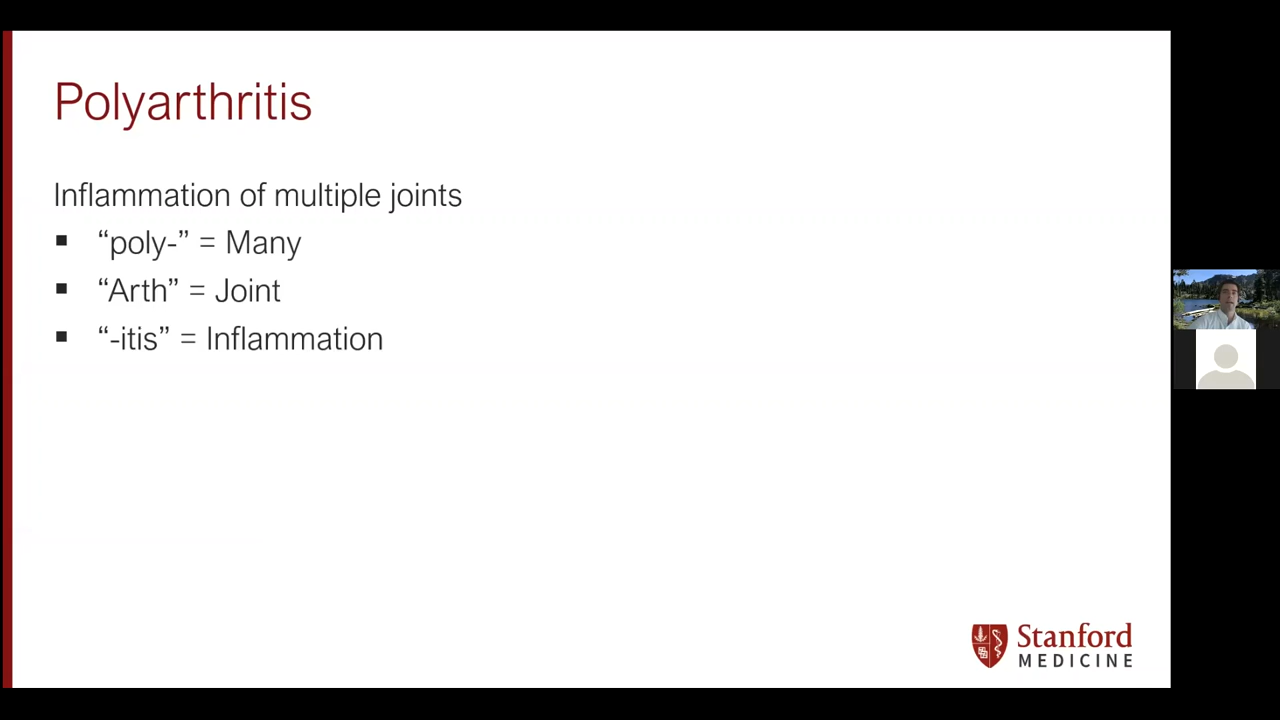 Polyarthritis
Inflammation of multiple joints
▪ “poly-” = Many
▪ “Arth” = Joint
▪ “-itis” = Inflammation
Stanford
MEDICINE